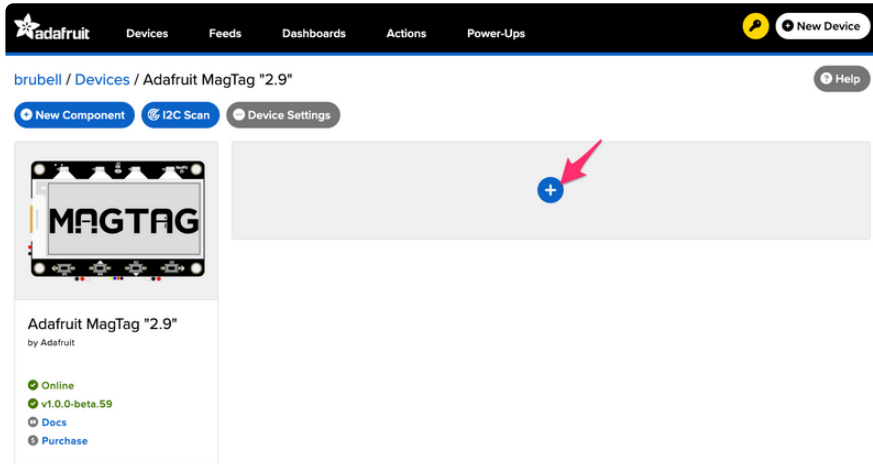 adafruit Devices Feeds Dashboards Actions Power-Ups New Device
brubell / Devices / Adafruit MagTag "2.9"
Help
New Component I2C Scan Device Settings
MAGTAG
Adafruit MagTag "2.9"
by Adafruit
Online
v1.0.0-beta.59
Docs
Purchase